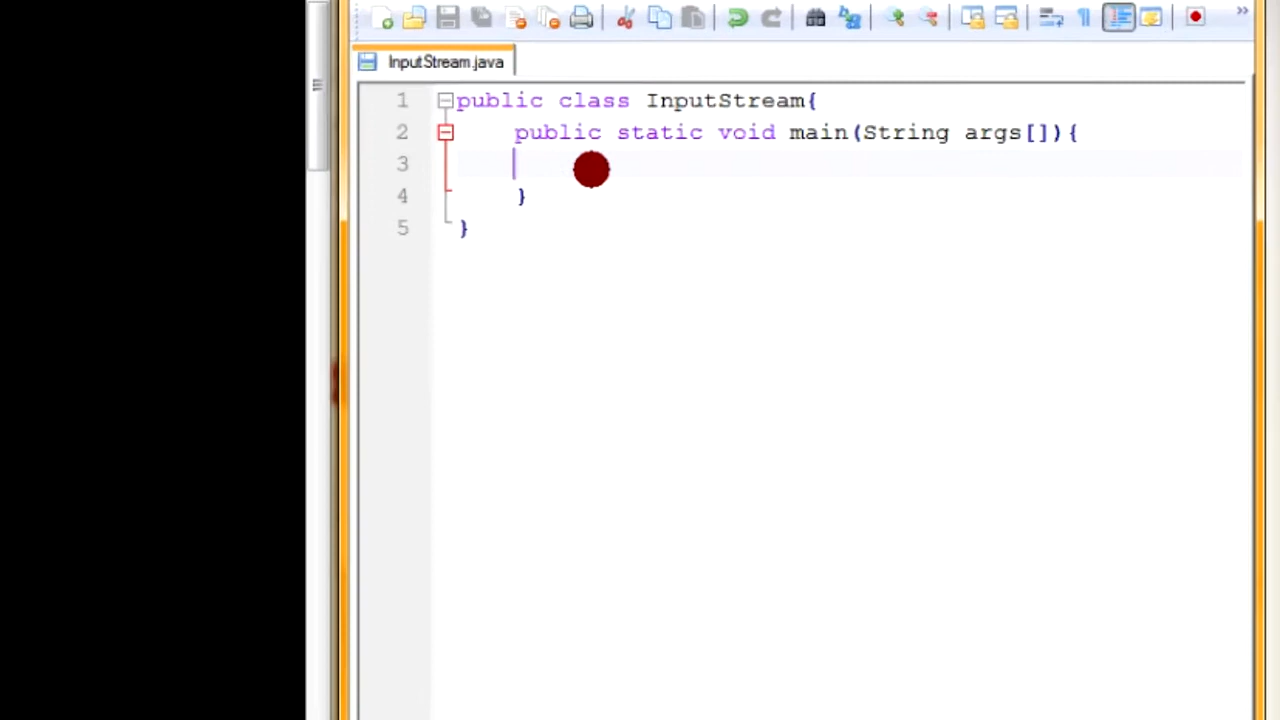 InputStream.java
1 public class InputStream{
2 public static void main(String args[]){
3
4 }
5 }